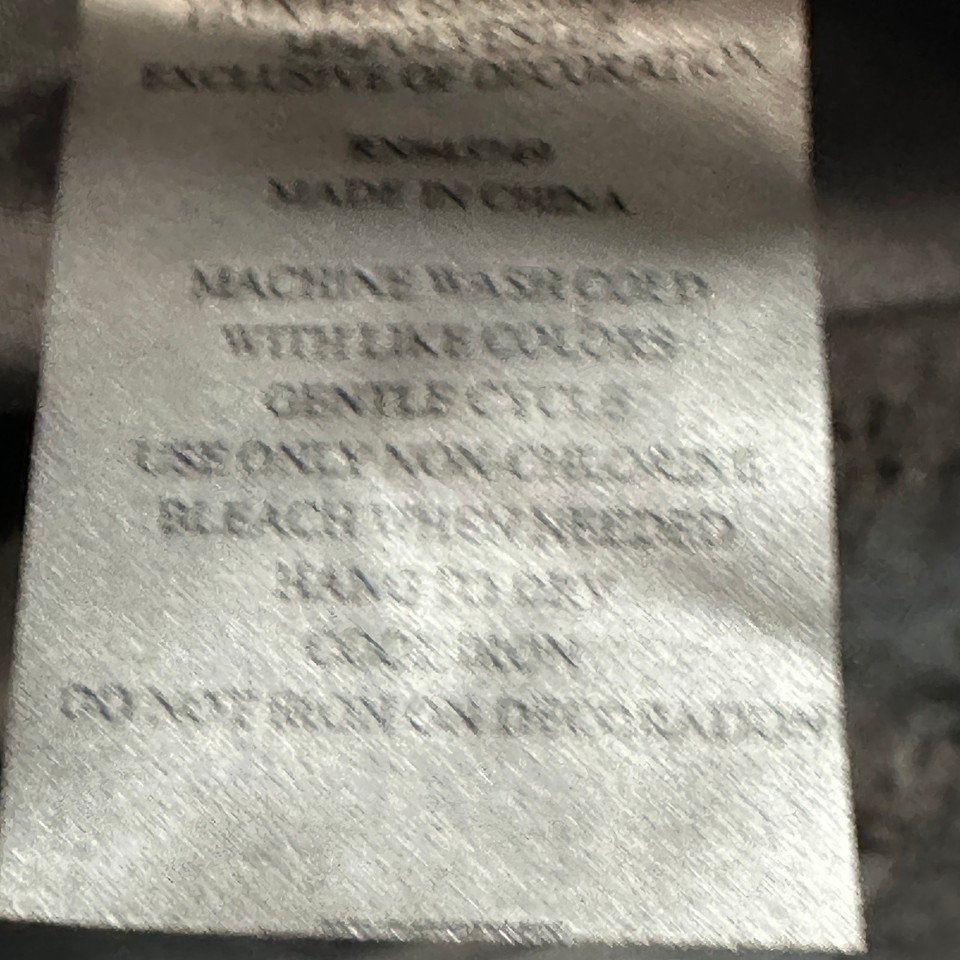 EXCLUSIVE OF DECORATION
MADE IN CHINA
MACHINE WASH COLD
WITH LIKE COLORS
GENTLE CYCLE
USE ONLY NON-CHLORINE
BLEACH WHEN NEEDED
HANG TO DRY
COOL IRON
DO NOT IRON ON DECORATION